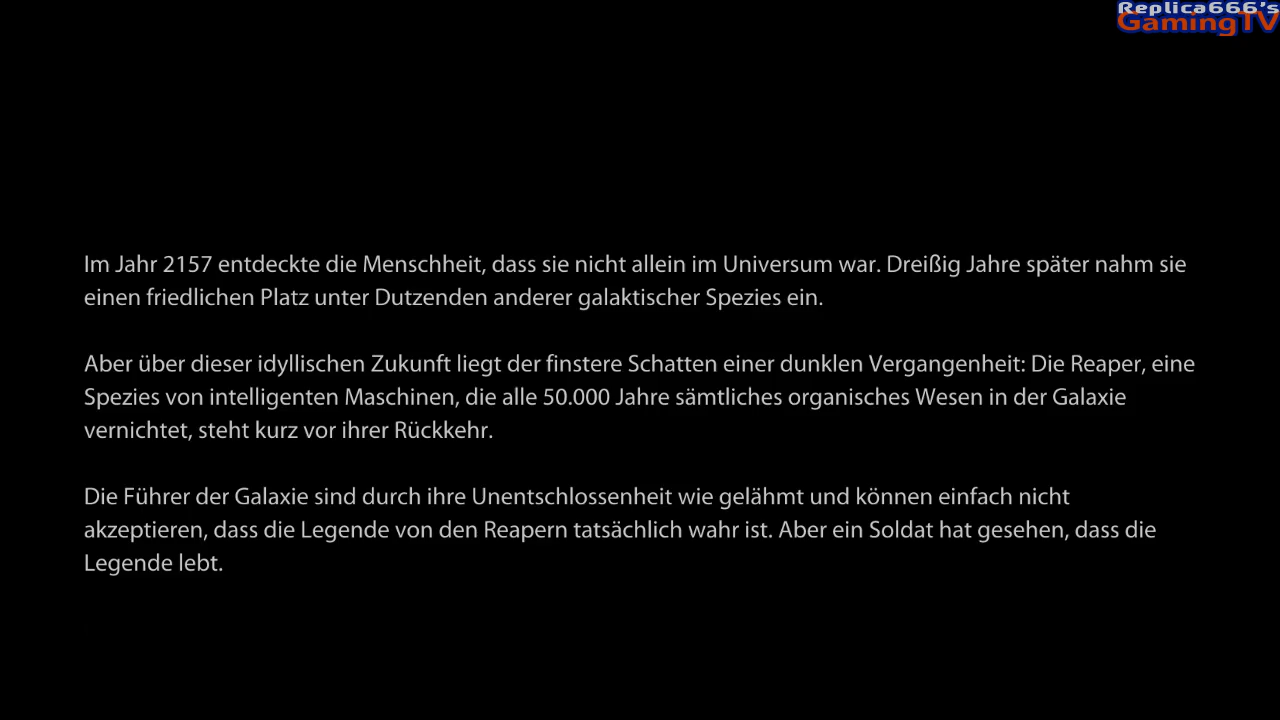 Replica666's
GamingTV
Im Jahr 2157 entdeckte die Menschheit, dass sie nicht allein im Universum war. Dreißig Jahre später nahm sie
einen friedlichen Platz unter Dutzenden anderer galaktischer Spezies ein.
Aber über dieser idyllischen Zukunft liegt der finstere Schatten einer dunklen Vergangenheit: Die Reaper, eine
Spezies von intelligenten Maschinen, die alle 50.000 Jahre sämtliches organisches Wesen in der Galaxie
vernichtet, steht kurz vor ihrer Rückkehr.
Die Führer der Galaxie sind durch ihre Unentschlossenheit wie gelähmt und können einfach nicht
akzeptieren, dass die Legende von den Reapern tatsächlich wahr ist. Aber ein Soldat hat gesehen, dass die
Legende lebt.